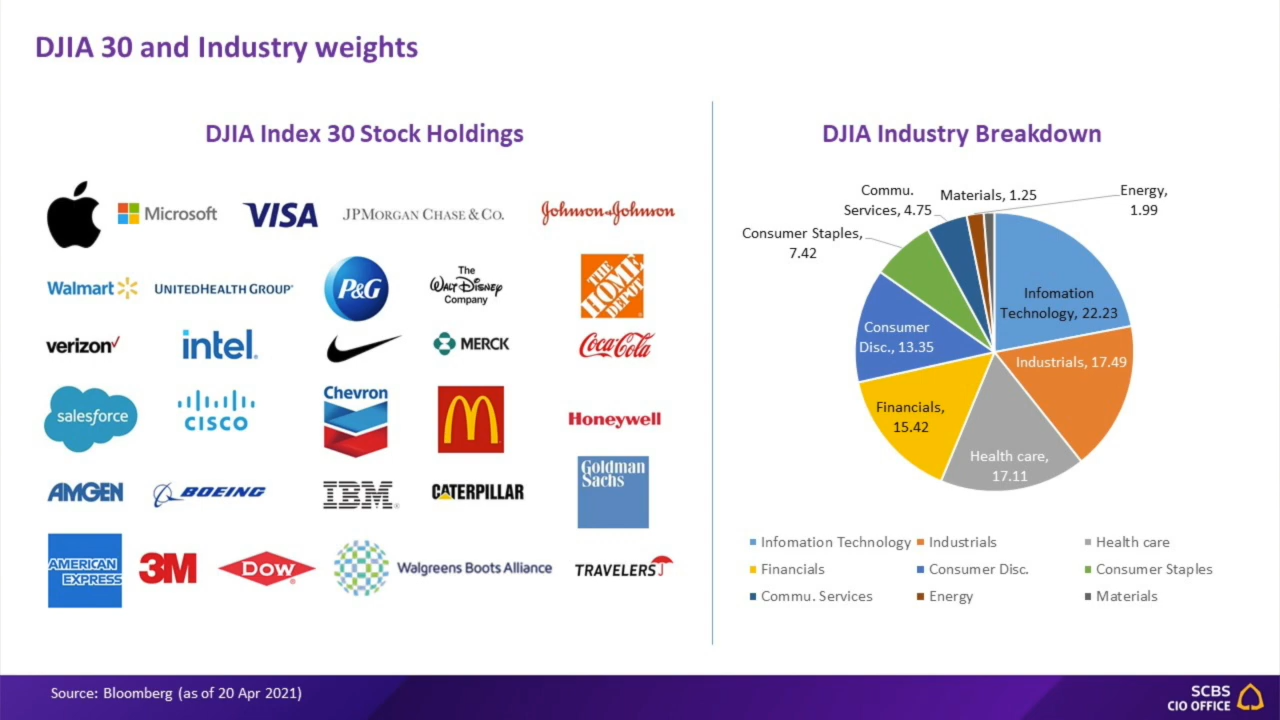 DJIA 30 and Industry weights
DJIA Index 30 Stock Holdings
Microsoft
VISA
JPMORGAN CHASE & CO.
Johnson & Johnson
Walmart
UNITEDHEALTH GROUP
P&G
The
WALT DISNEY
Company
THE
HOME
DEPOT
verizon
intel
MERCK
Coca-Cola
salesforce
CISCO
Chevron
Honeywell
AMGEN
BOEING
IBM
CATERPILLAR
Goldman
Sachs
AMERICAN
EXPRESS
3M
DOW
Walgreens Boots Alliance
TRAVELERS
DJIA Industry Breakdown
Commu.
Services, 4.75
Materials, 1.25
Energy,
1.99
Consumer Staples,
7.42
Infomation
Technology, 22.23
Consumer
Disc., 13.35
Industrials, 17.49
Financials,
15.42
Health care,
17.11
Infomation Technology
Industrials
Health care
Financials
Consumer Disc.
Consumer Staples
Commu. Services
Energy
Materials
Source: Bloomberg (as of 20 Apr 2021)
SCBS
CIO OFFICE